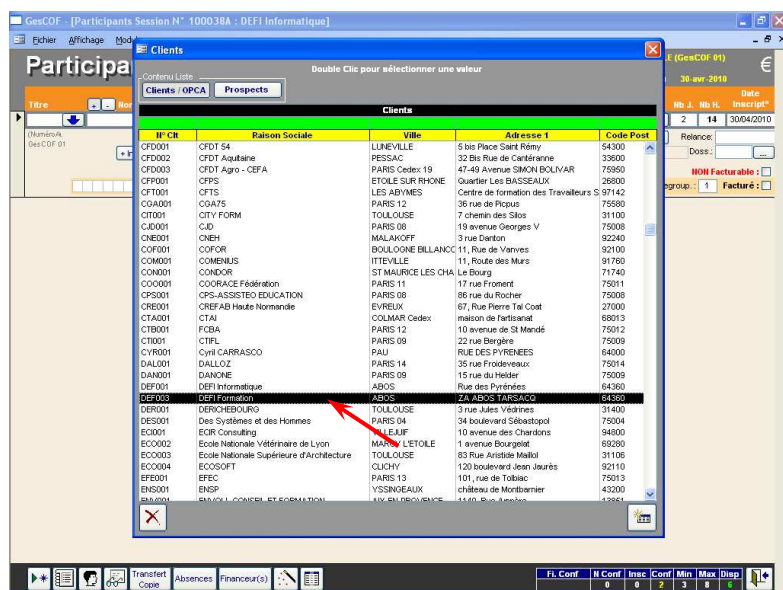 GesCOF - [Participants Session N° 100038A : DEFI Informatique]
Fichier Affichage
Participa
E (GesCOF 01)
€
30-avr-2010
Titre + - Nor
Nb J. Nb H. Date Inscript°
2 14 30/04/2010
GesCOF 01
Relance:
Doss.: ...
NON Facturable :
egroup.: 1 Facturé :
Clients
Double Clic pour sélectionner une valeur
Contenu Liste
Clients / OPCA Prospects
Clients
N° Clt Raison Sociale Ville Adresse 1 Code Post
CFD001 CFDT 54 LUNEVILLE 5 bis Place Saint Rémy 54300
CFD002 CFDT Aquitaine PESSAC 32 Bis Rue de Cantéranne 33600
CFD003 CFDT Agro - CEFA PARIS Cedex 19 47-49 Avenue SIMON BOLIVAR 75950
CFP001 CFPS ETOILE SUR RHONE Quartier Les BASSEAUX 26800
CFT001 CFTS LES ABYMES Centre de formation des Travailleurs S 97142
CGA001 CGA75 PARIS 12 36 rue de Picpus 75580
CIT001 CITY FORM TOULOUSE 7 chemin des Silos 31100
CJD001 CJD PARIS 08 19 avenue Georges V 75008
CNE001 CNEH MALAKOFF 3 rue Danton 92240
COF001 COFOR BOULOGNE BILLANCO 11, Rue de Vanves 92100
COM001 COMENIUS ITTEVILLE 11, Route des Murs 91760
CON001 CONDOR ST MAURICE LES CHA Le Bourg 71740
COO001 COORACE Fédération PARIS 11 17 rue Froment 75011
CPS001 CPS-ASSISTEO EDUCATION PARIS 08 86 rue du Rocher 75008
CRE001 CREFAB Haute Normandie EVREUX 67, Rue Pierre Tal Coat 27000
CTA001 CTAI COLMAR Cedex maison de l'artisanat 68013
CTB001 FCBA PARIS 12 10 avenue de St Mandé 75012
CTI001 CTIFL PARIS 09 22 rue Bergère 75009
CYR001 Cyril CARRASCO PAU RUE DES PYRENEES 64000
DAL001 DALLOZ PARIS 14 35 rue Froideveaux 75014
DAN001 DANONE PARIS 09 15 rue du Helder 75009
DEF001 DEFI Informatique ABOS Rue des Pyrénées 64360
DEF003 DEFI Formation ABOS ZA ABOS TARSACQ 64360
DER001 DERICHEBOURG TOULOUSE 3 rue Jules Védrines 31400
DES001 Des Systèmes et des Hommes PARIS 04 34 boulevard Sébastopol 75004
ECI001 ECIR Consulting VILLEJUIF 10 avenue des Chardons 94800
ECO002 Ecole Nationale Vétérinaire de Lyon MARCY L'ETOILE 1 avenue Bourgelat 69280
ECO003 Ecole Nationale Supérieure d'Architecture TOULOUSE 83 Rue Aristide Maillol 31106
ECO004 ECOSOFT CLICHY 120 boulevard Jean Jaurès 92110
EFE001 EFEC PARIS 13 101, rue de Tolbiac 75013
ENS001 ENSP YSSINGEAUX château de Montbarnier 43200
Transfert Copie Absences Financeur(s)
Fi. Conf N Conf Insc Conf Min Max Disp
0 0 2 3 8 6